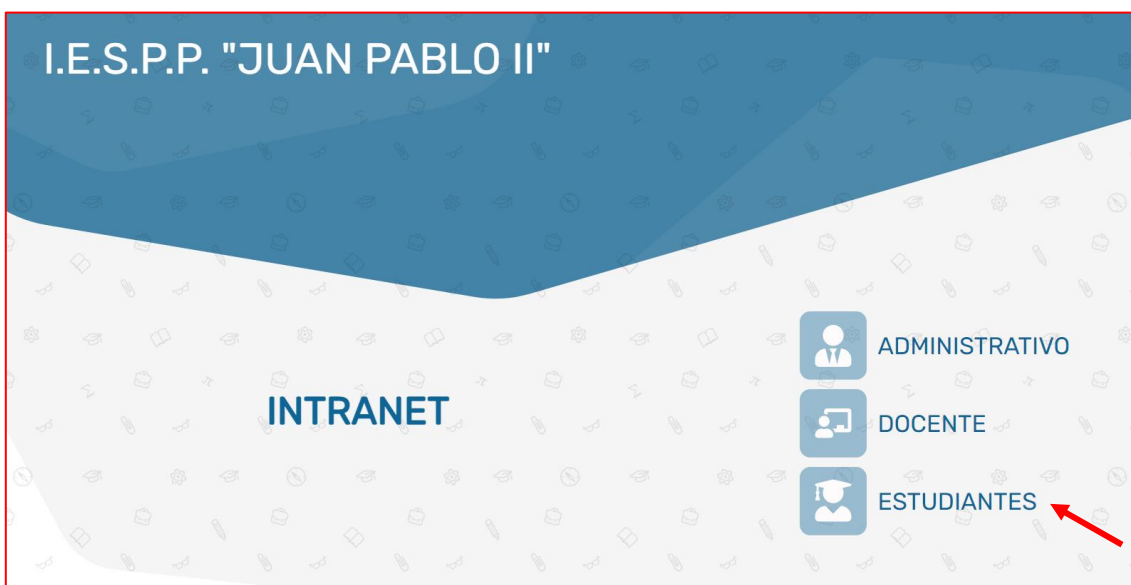 I.E.S.P.P. "JUAN PABLO II"
INTRANET
ADMINISTRATIVO
DOCENTE
ESTUDIANTES